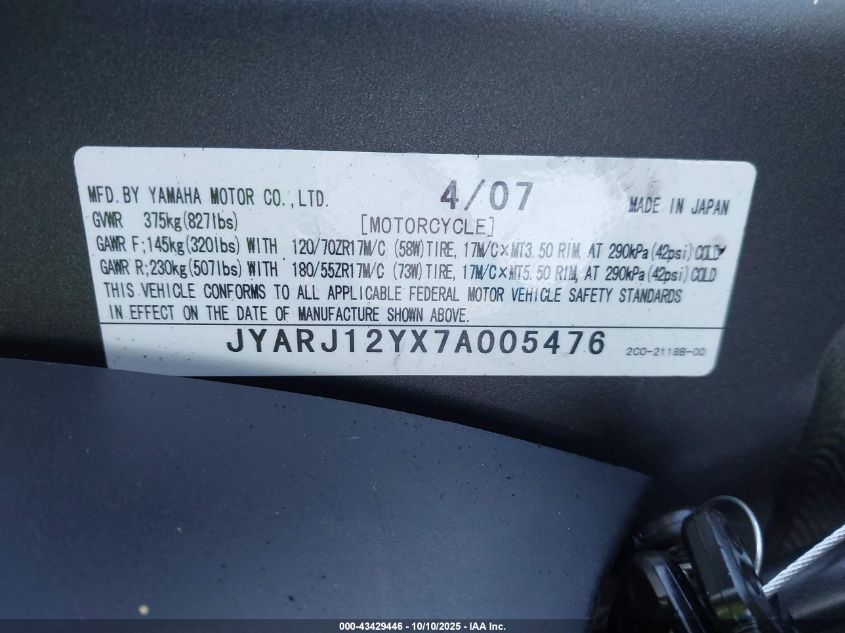 MFD. BY YAMAHA MOTOR CO.,LTD. 4/07 MADE IN JAPAN
GVWR 375kg(827lbs) [MOTORCYCLE]
GAWR F;145kg(320lbs) WITH 120/70ZR17M/C (58W)TIRE, 17M/C×MT3.50 RIM, AT 290kPa(42psi)COLD
GAWR R;230kg(507lbs) WITH 180/55ZR17M/C (73W)TIRE, 17M/C×MT5.50 RIM, AT 290kPa(42psi)COLD
THIS VEHICLE CONFORMS TO ALL APPLICABLE FEDERAL MOTOR VEHICLE SAFETY STANDARDS
IN EFFECT ON THE DATE OF MANUFACTURE SHOWN ABOVE.
JYARJ12YX7A005476 2C0-2118B-00
000-43429446 - 10/10/2025 - IAA Inc.